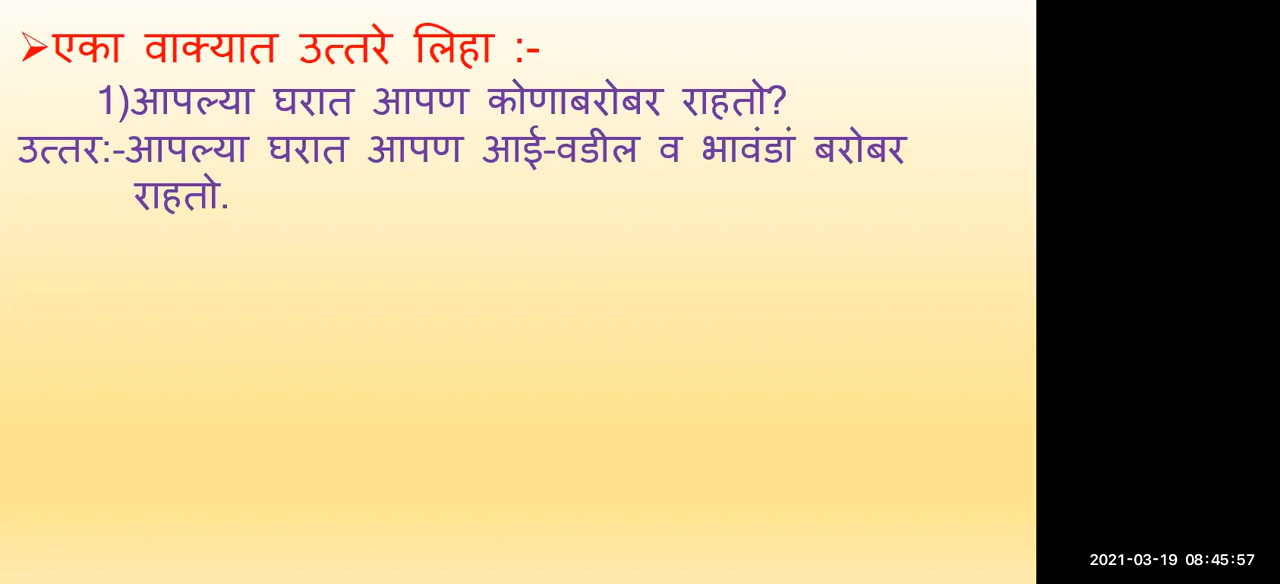 ➢एका वाक्यात उत्तरे लिहा :-
1)आपल्या घरात आपण कोणाबरोबर राहतो?
उत्तर:-आपल्या घरात आपण आई-वडील व भावंडां बरोबर
राहतो.
2021-03-19 08:45:57